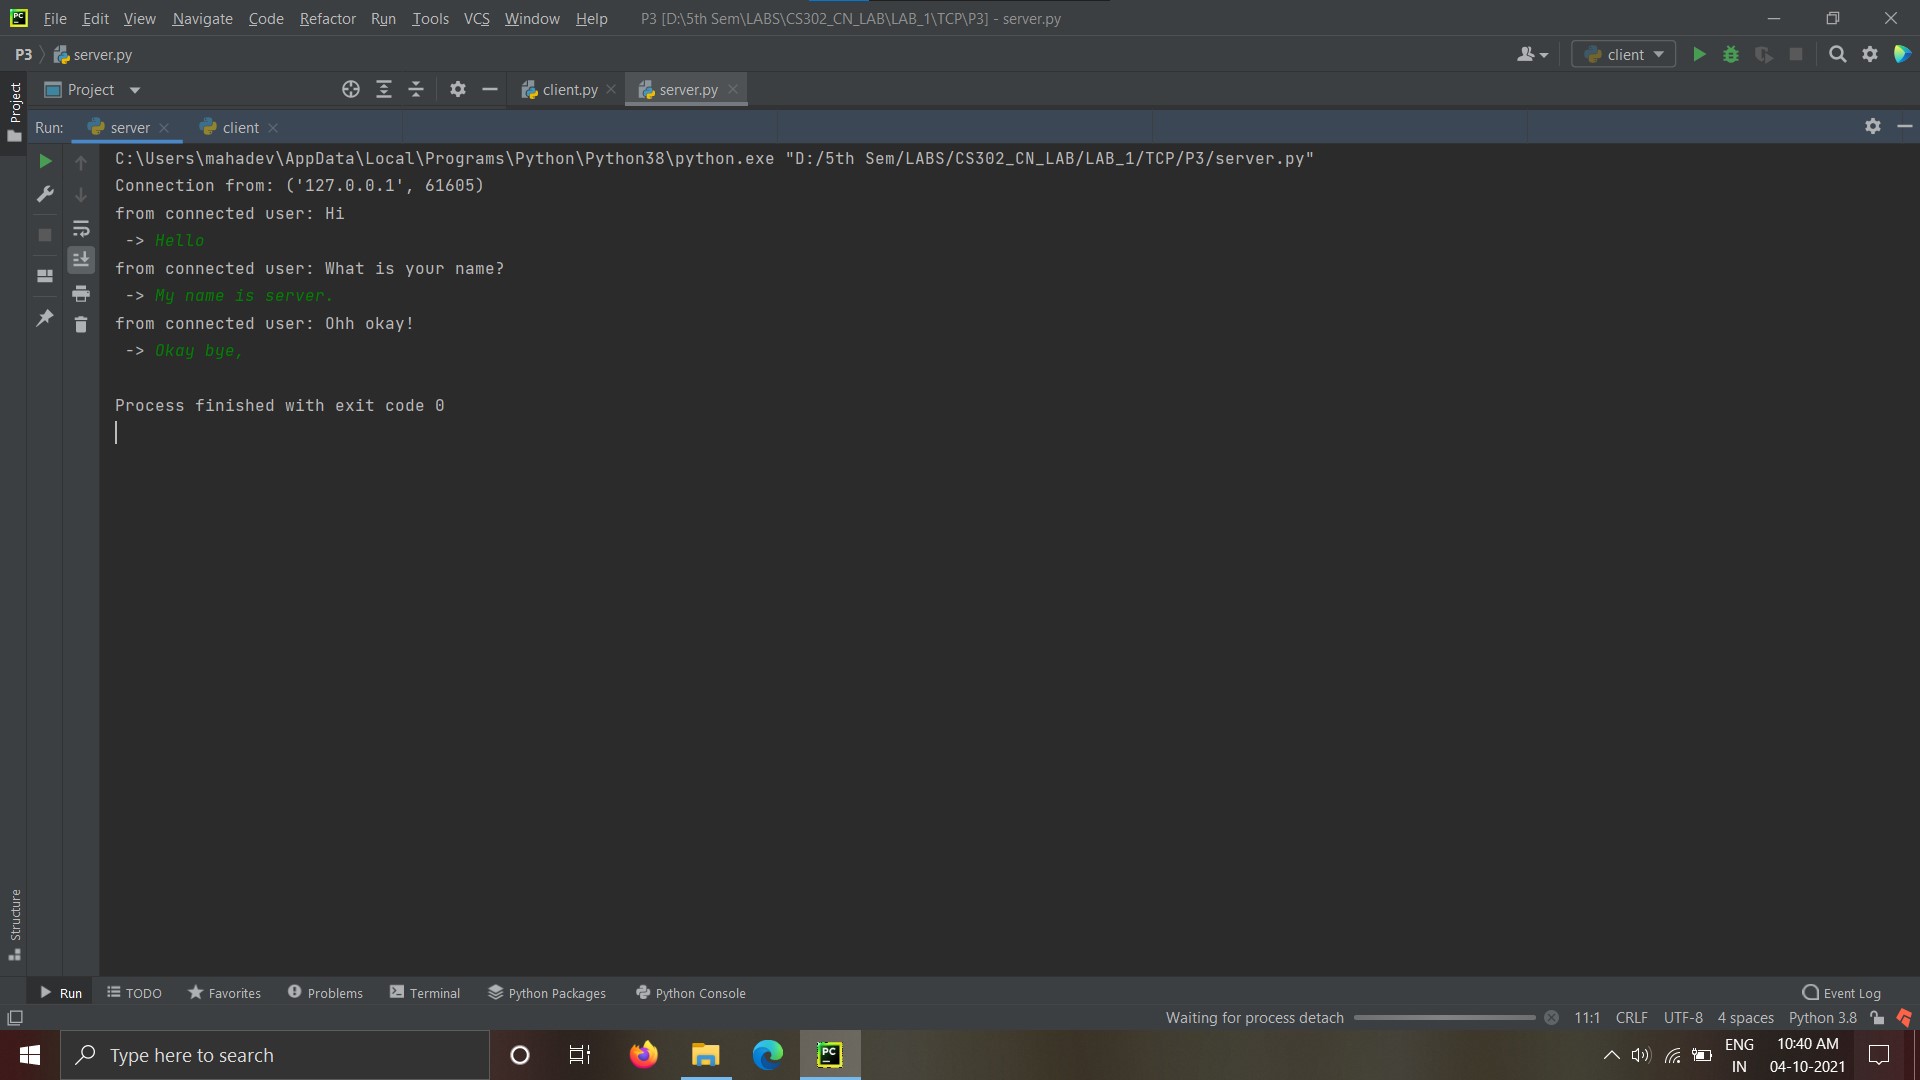 PC File Edit View Navigate Code Refactor Run Tools VCS Window Help P3 [D:\5th Sem\LABS\CS302_CN_LAB\LAB_1\TCP\P3] - server.py
P3 server.py client
Project Project client.py server.py
Run: server client
C:\Users\mahadev\AppData\Local\Programs\Python\Python38\python.exe "D:/5th Sem/LABS/CS302_CN_LAB/LAB_1/TCP/P3/server.py"
Connection from: ('127.0.0.1', 61605)
from connected user: Hi
-> Hello
from connected user: What is your name?
-> My name is server.
from connected user: Ohh okay!
-> Okay bye,
Process finished with exit code 0
Structure
Run TODO Favorites Problems Terminal Python Packages Python Console Event Log
Waiting for process detach 11:1 CRLF UTF-8 4 spaces Python 3.8
Type here to search PC ENG 10:40 AM
IN 04-10-2021